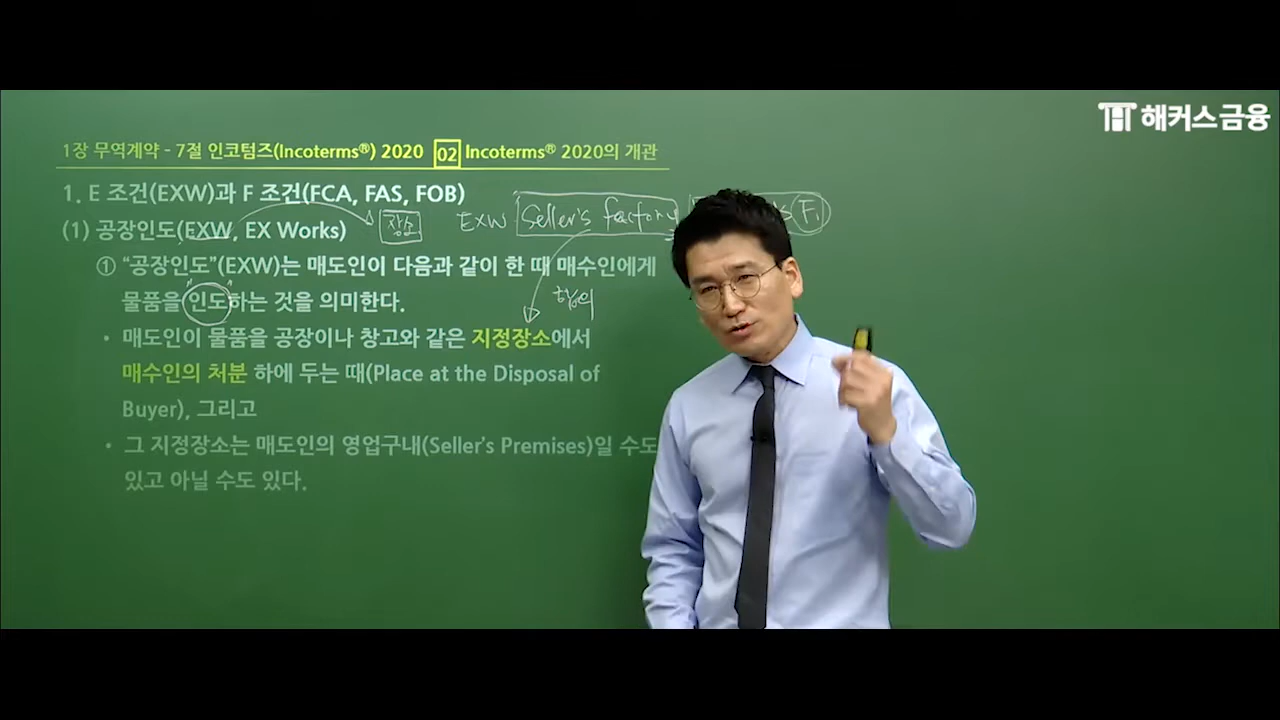 해커스금융
1장 무역계약 - 7절 인코텀즈(Incoterms®) 2020 02 Incoterms® 2020의 개관
1. E 조건(EXW)과 F 조건(FCA, FAS, FOB)
(1) 공장인도(EXW, EX Works) 장소 EXW Seller's factory F1
① “공장인도”(EXW)는 매도인이 다음과 같이 한 때 매수인에게
물품을 "인도"하는 것을 의미한다. 합의
• 매도인이 물품을 공장이나 창고와 같은 지정장소에서
매수인의 처분 하에 두는 때(Place at the Disposal of
Buyer), 그리고
• 그 지정장소는 매도인의 영업구내(Seller's Premises)일 수도
있고 아닐 수도 있다.